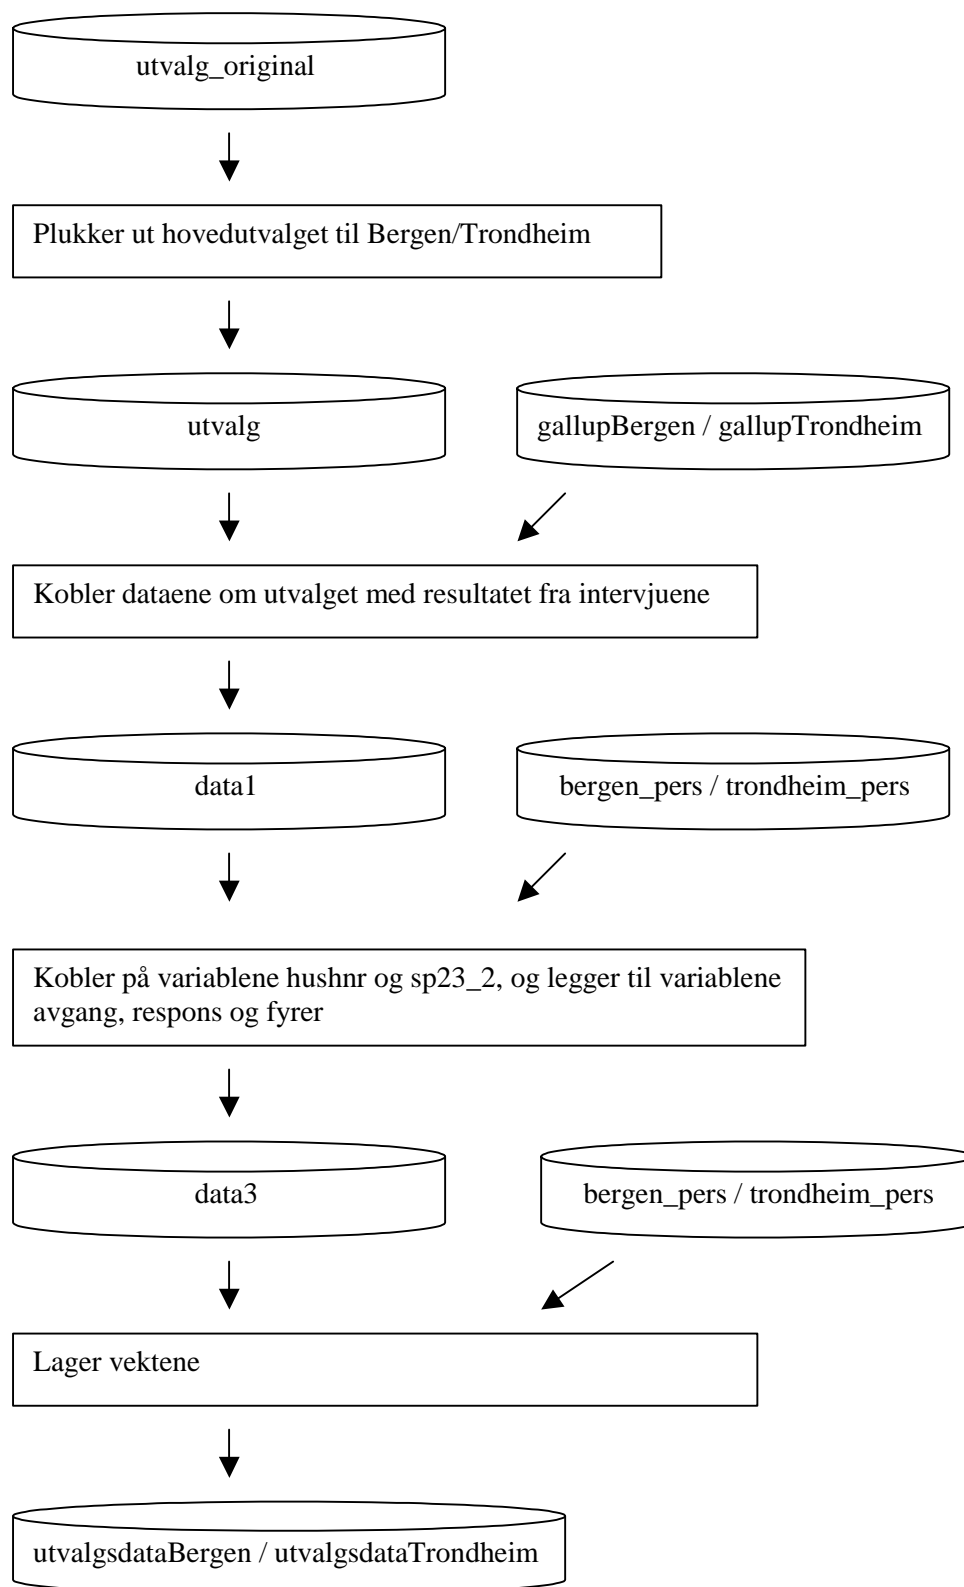 utvalg_original
Plukker ut hovedutvalget til Bergen/Trondheim
utvalg
gallupBergen / gallupTrondheim
Kobler dataene om utvalget med resultatet fra intervjuene
data1
bergen_pers / trondheim_pers
Kobler på variablene hushnr og sp23_2, og legger til variablene
avgang, respons og fyrer
data3
bergen_pers / trondheim_pers
Lager vektene
utvalgsdataBergen / utvalgsdataTrondheim